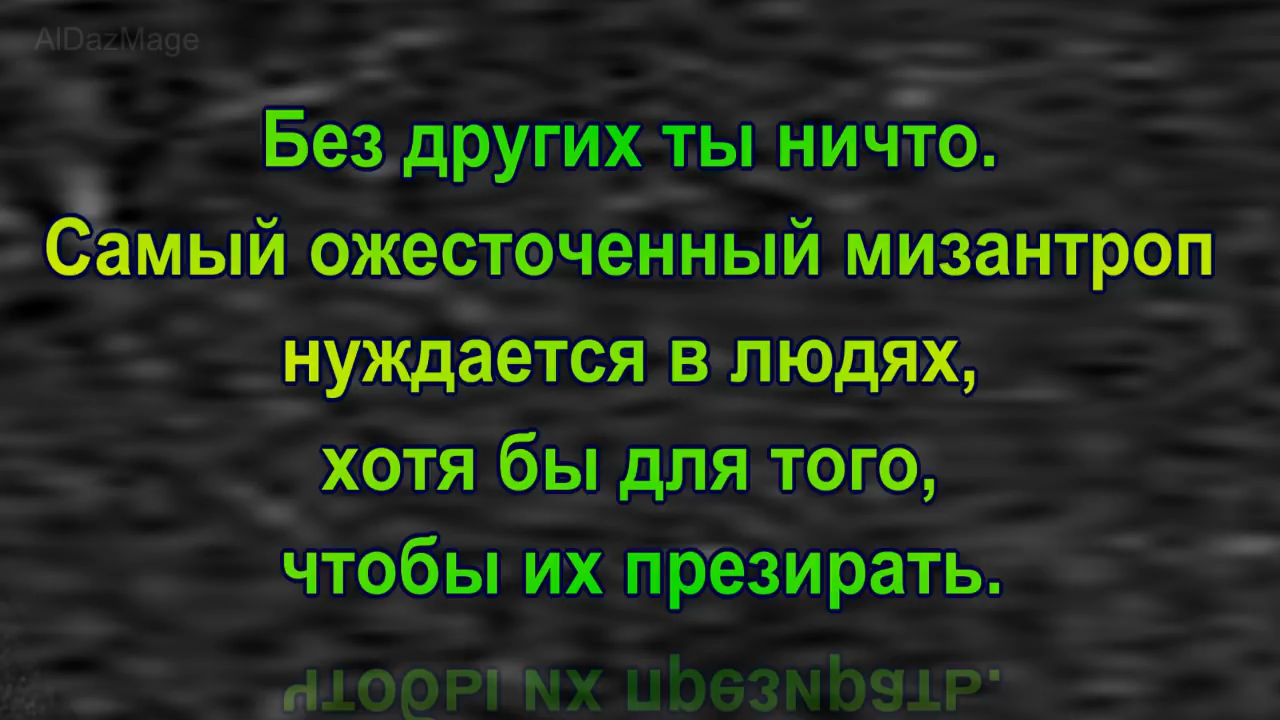 AlDazMage
Без других ты ничто.
Самый ожесточенный мизантроп
нуждается в людях,
хотя бы для того,
чтобы их презирать.